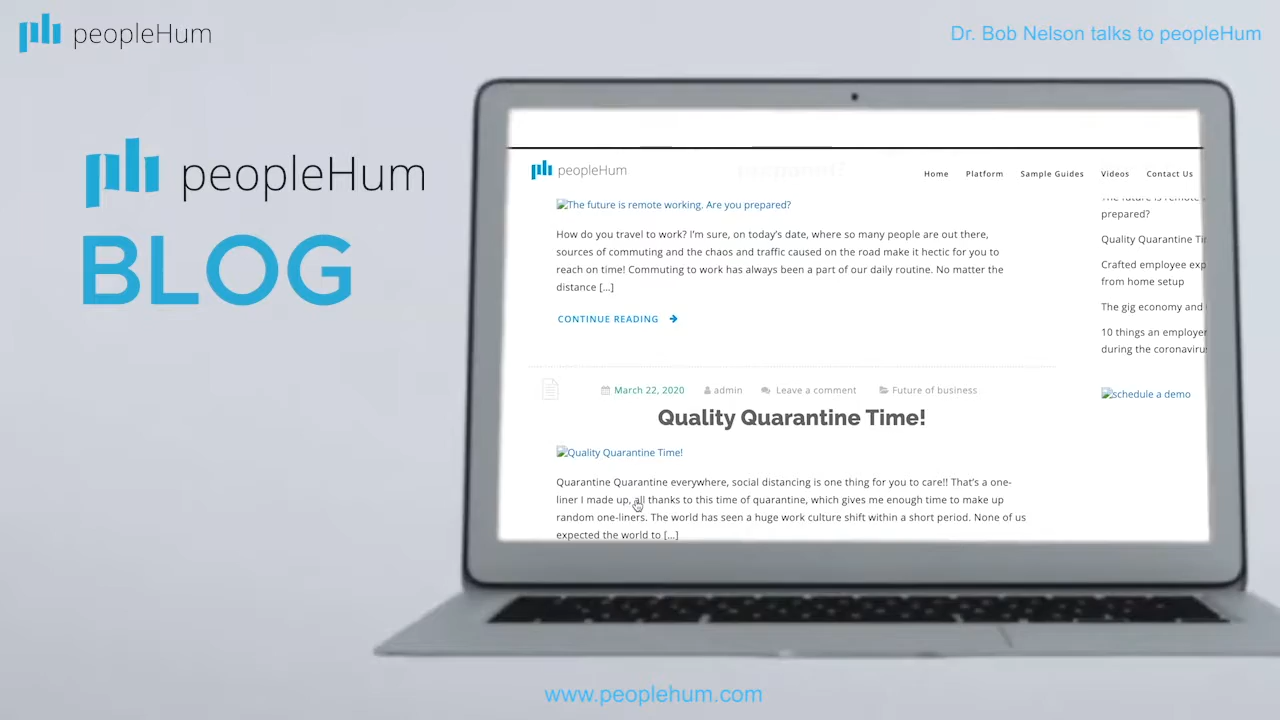 peopleHum
Dr. Bob Nelson talks to peopleHum
peopleHum
BLOG
peopleHum
Home Platform Sample Guides Videos Contact Us
The future is remote working. Are you prepared?
How do you travel to work? I'm sure, on today's date, where so many people are out there,
sources of commuting and the chaos and traffic caused on the road make it hectic for you to
reach on time! Commuting to work has always been a part of our daily routine. No matter the
distance [...]
CONTINUE READING
March 22, 2020 admin Leave a comment Future of business
Quality Quarantine Time!
Quality Quarantine Time!
Quarantine Quarantine everywhere, social distancing is one thing for you to care!! That's a one-
liner I made up, all thanks to this time of quarantine, which gives me enough time to make up
random one-liners. The world has seen a huge work culture shift within a short period. None of us
expected the world to [...]
The future is remote
prepared?
Quality Quarantine
Crafted employee
from home setup
The gig economy and
10 things an employer
during the
schedule a demo
www.peoplehum.com